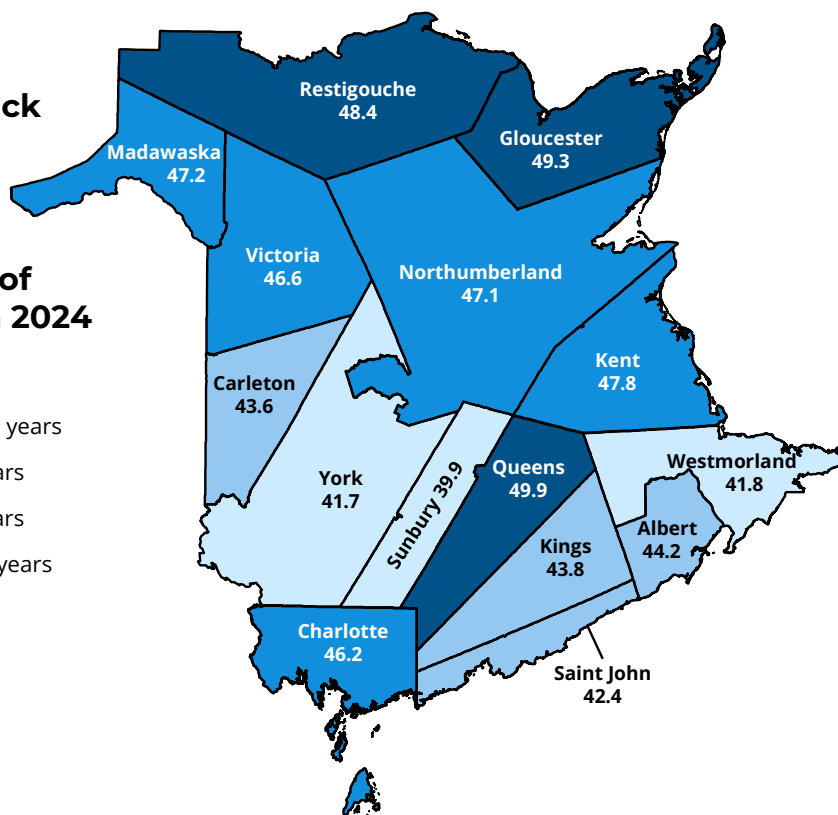 ck
of
2024
years
ars
ars
years
Restigouche
48.4
Gloucester
49.3
Madawaska
47.2
Victoria
46.6
Northumberland
47.1
Kent
47.8
Carleton
43.6
York
41.7
Sunbury 39.9
Queens
49.9
Westmorland
41.8
Albert
44.2
Kings
43.8
Charlotte
46.2
Saint John
42.4